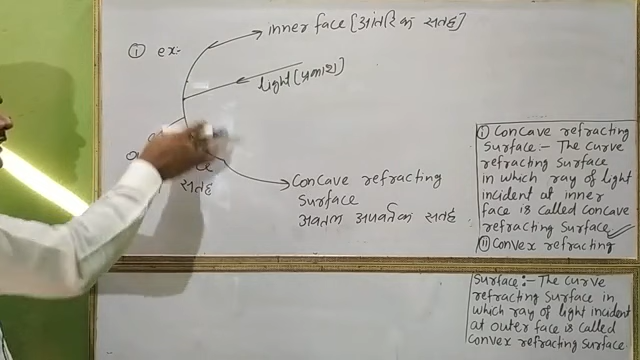 ① ex:-
inner face [आंतरिक सतह]
light [प्रकाश]
सतह
Concave refracting
Surface
अवतल अपवर्तक सतह
① Concave refracting
Surface:- The curve
refracting surface
in which ray of light
incident at inner
face is called concave
refracting surface
② Convex refracting
Surface:- The curve
refracting surface in
which ray of light incident
at outer face is called
convex refracting surface.